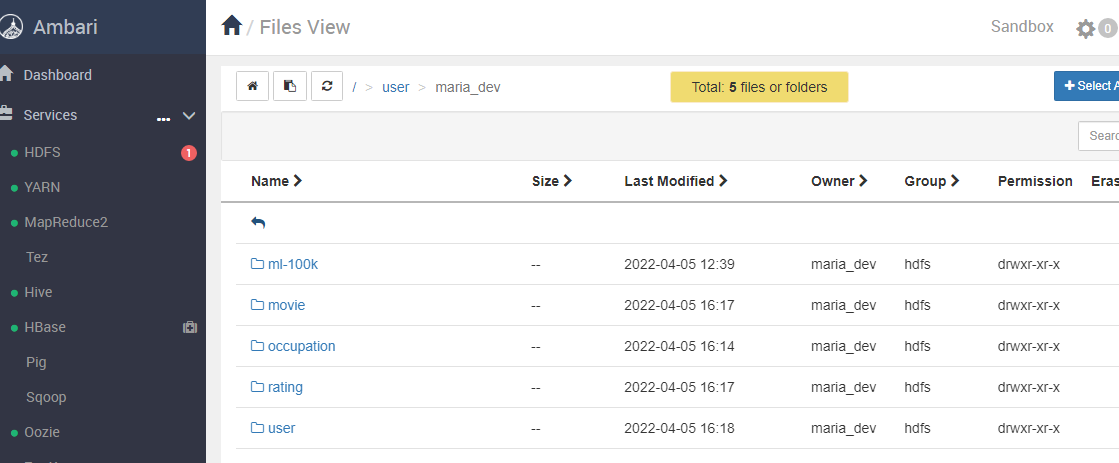 Ambari
/ Files View
Sandbox
0
Dashboard
Services ...
HDFS 1
YARN
MapReduce2
Tez
Hive
HBase
Pig
Sqoop
Oozie
/ > user > maria_dev
Total: 5 files or folders
+ Select A
Searc
Name Size Last Modified Owner Group Permission Eras
ml-100k -- 2022-04-05 12:39 maria_dev hdfs drwxr-xr-x
movie -- 2022-04-05 16:17 maria_dev hdfs drwxr-xr-x
occupation -- 2022-04-05 16:14 maria_dev hdfs drwxr-xr-x
rating -- 2022-04-05 16:17 maria_dev hdfs drwxr-xr-x
user -- 2022-04-05 16:18 maria_dev hdfs drwxr-xr-x